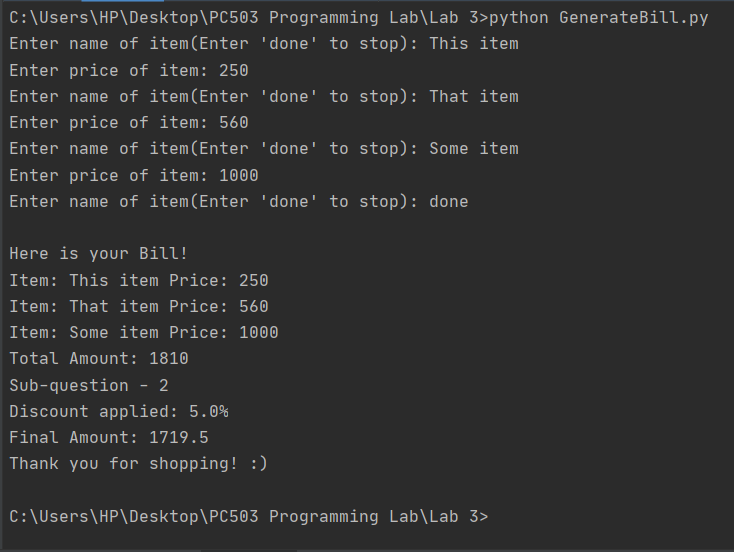 C:\Users\HP\Desktop\PC503 Programming Lab\Lab 3>python GenerateBill.py
Enter name of item(Enter 'done' to stop): This item
Enter price of item: 250
Enter name of item(Enter 'done' to stop): That item
Enter price of item: 560
Enter name of item(Enter 'done' to stop): Some item
Enter price of item: 1000
Enter name of item(Enter 'done' to stop): done

Here is your Bill!
Item: This item Price: 250
Item: That item Price: 560
Item: Some item Price: 1000
Total Amount: 1810
Sub-question - 2
Discount applied: 5.0%
Final Amount: 1719.5
Thank you for shopping! :)

C:\Users\HP\Desktop\PC503 Programming Lab\Lab 3>